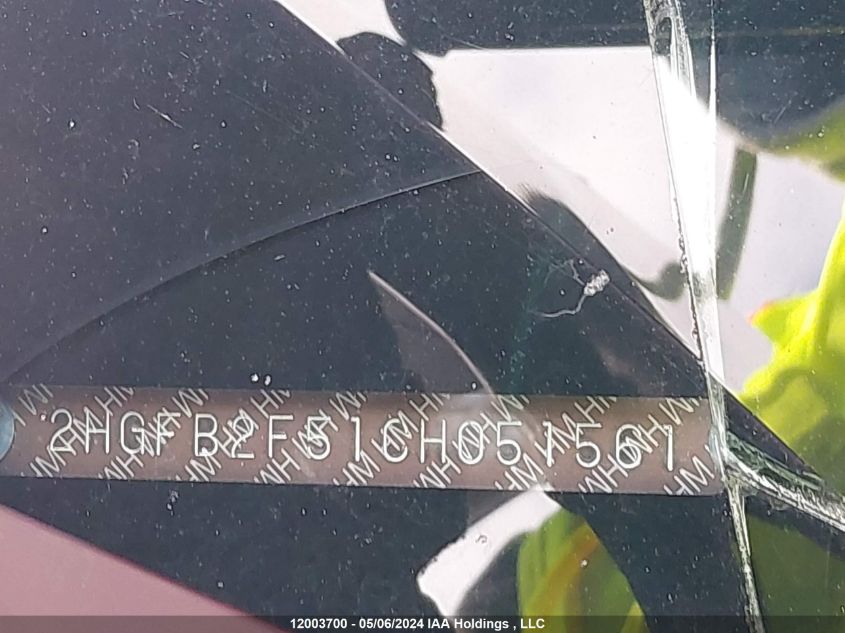 2HGFB2F51CH051561
12003700 - 05/06/2024 IAA Holdings , LLC